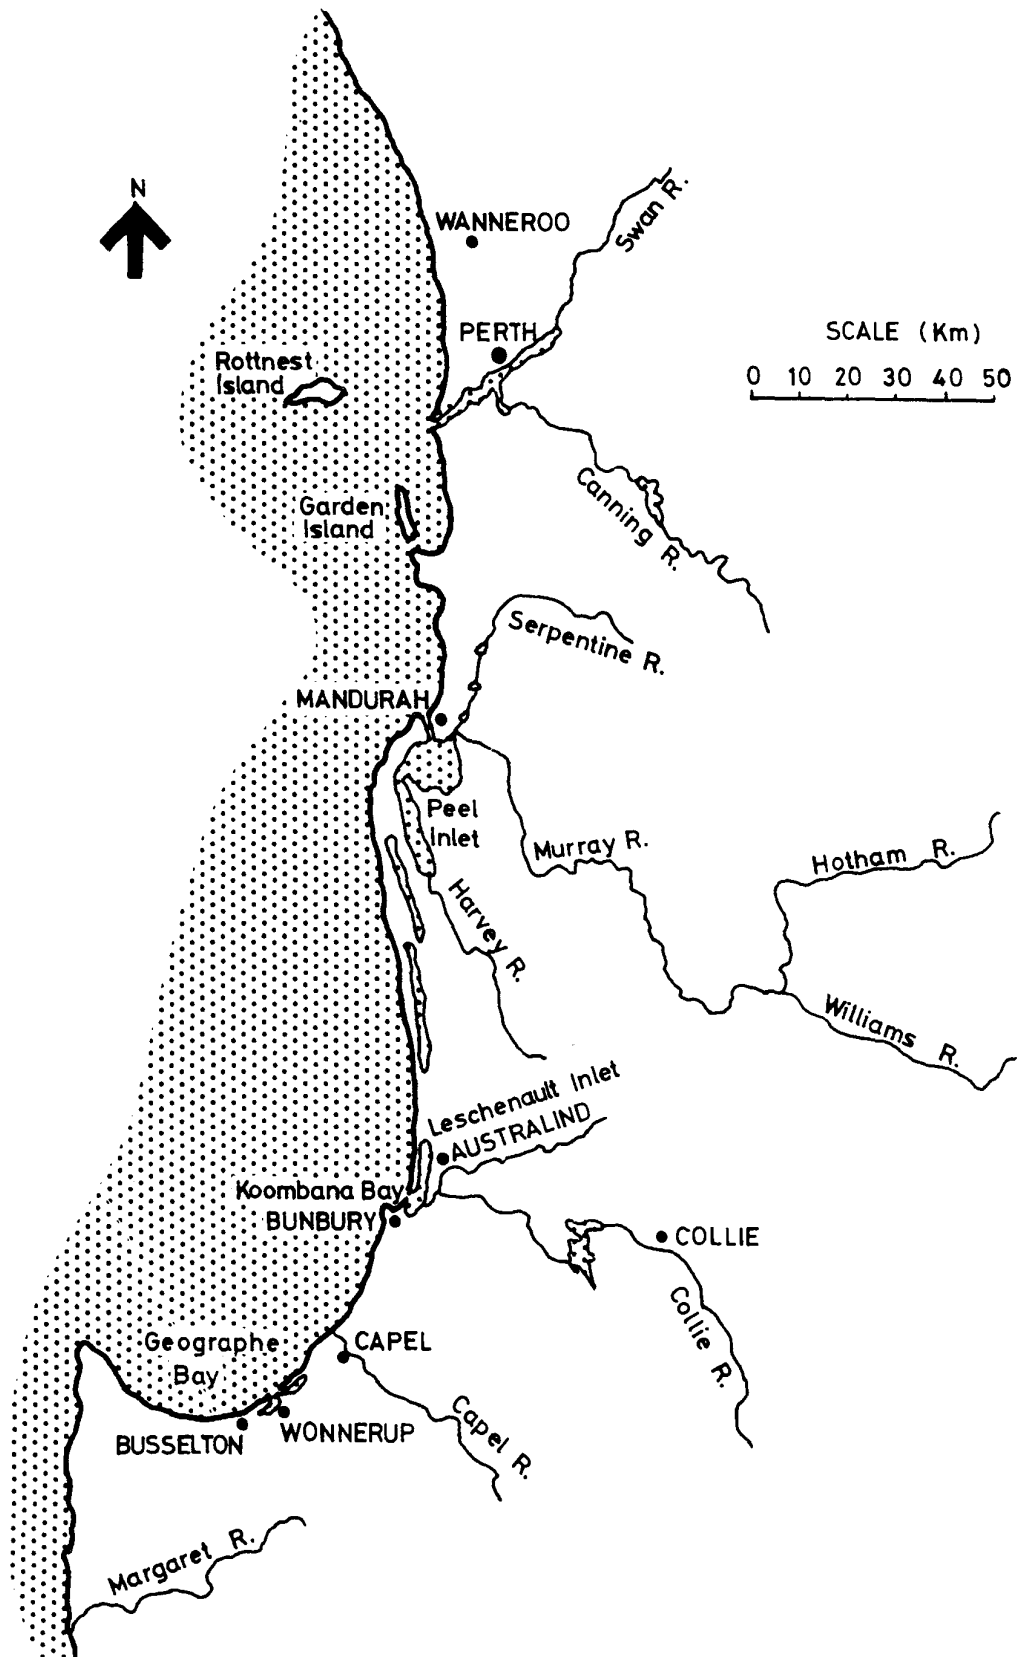 N
WANNEROO
Swan R.
PERTH
SCALE (Km)
0 10 20 30 40 50
Rottnest
Island
Garden
Island
Canning R.
Serpentine R.
MANDURAH
Peel
Inlet
Murray R.
Hotham R.
Harvey R.
Williams R.
Leschenault Inlet
AUSTRALIND
Koombana Bay
BUNBURY
COLLIE
Collie R.
Geographe
Bay
CAPEL
Capel R.
BUSSELTON
WONNERUP
Margaret R.